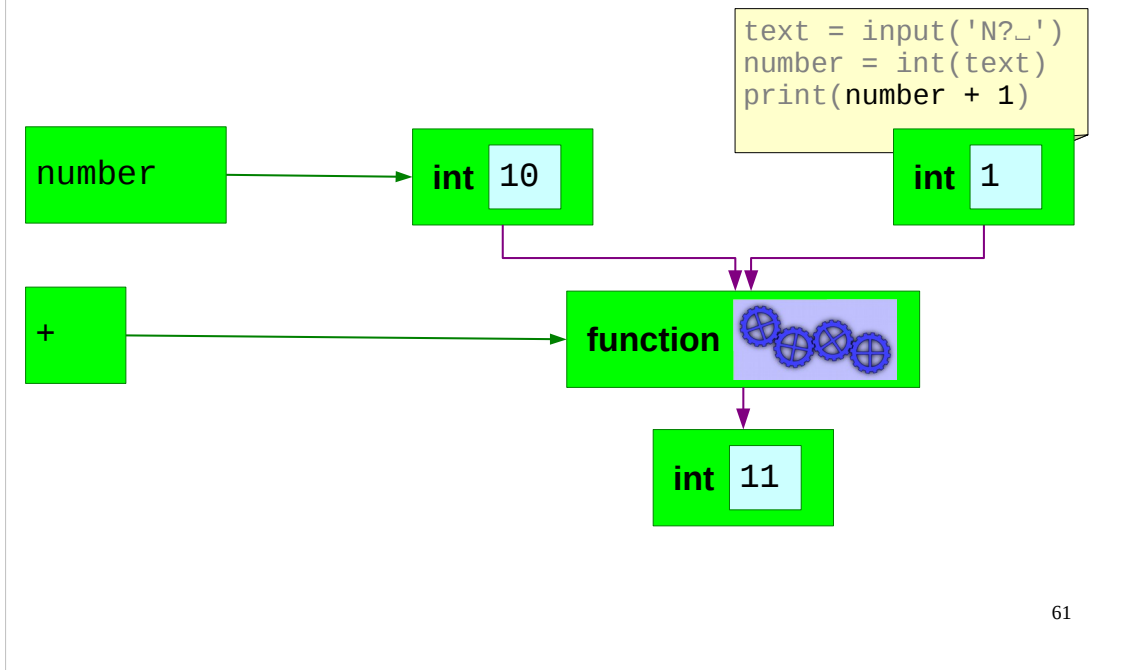 text = input('N?␣')
number = int(text)
print(number + 1)
number
int 10
int 1
+
function
int 11
61